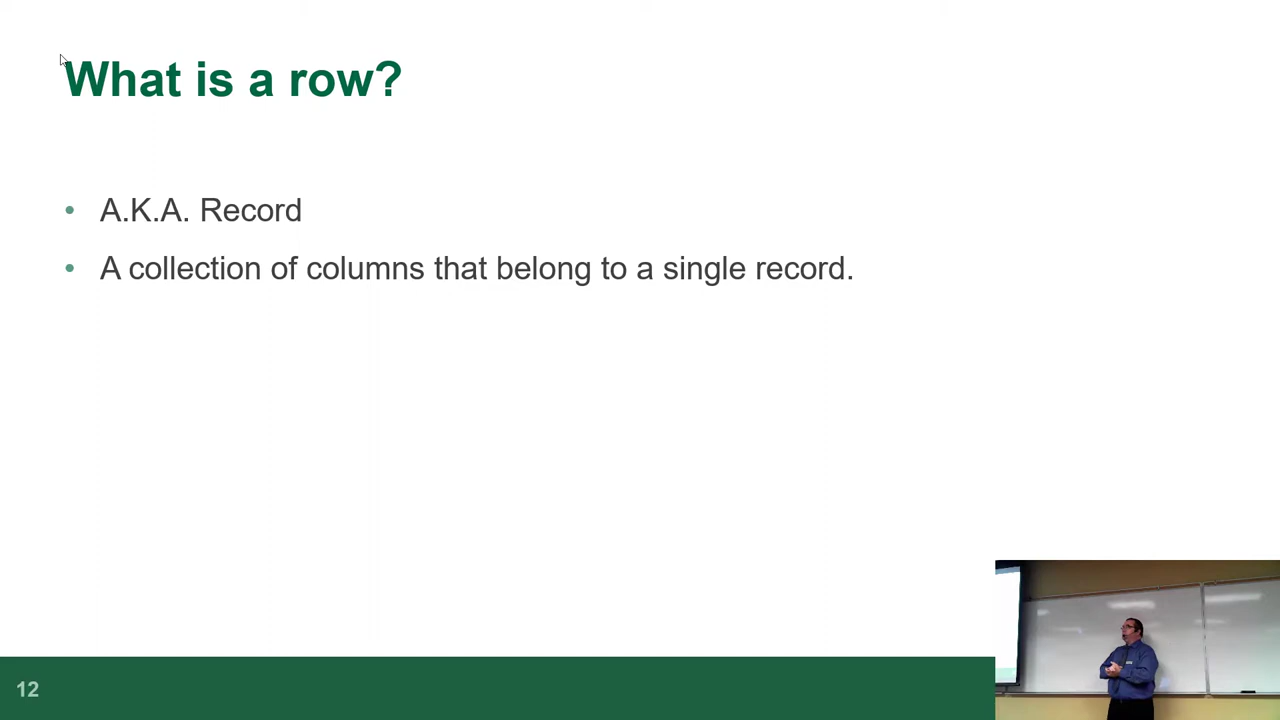 What is a row?
• A.K.A. Record
• A collection of columns that belong to a single record.
12